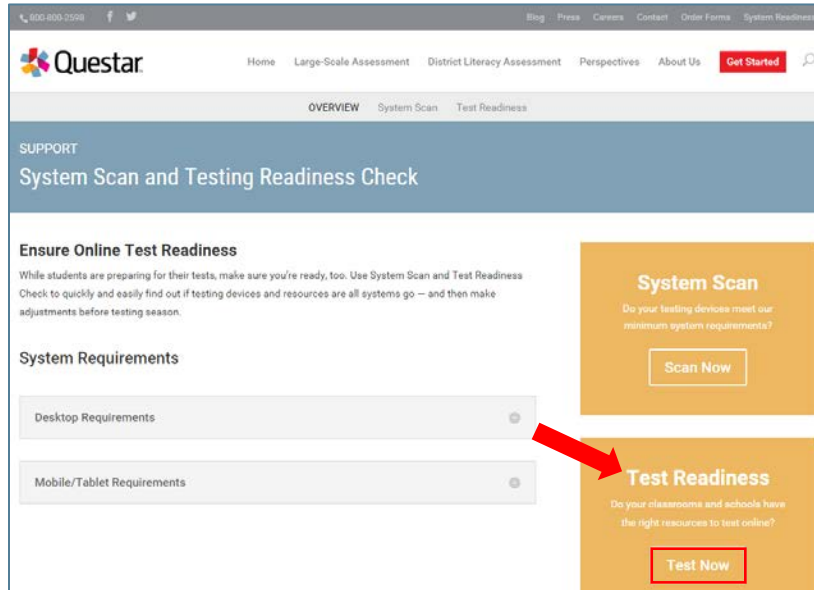 800-800-2598
Blog Press Careers Contact Order Forms System Readiness
Questar
Home Large-Scale Assessment District Literacy Assessment Perspectives About Us Get Started
OVERVIEW System Scan Test Readiness
SUPPORT
System Scan and Testing Readiness Check
Ensure Online Test Readiness
While students are preparing for their tests, make sure you're ready, too. Use System Scan and Test Readiness
Check to quickly and easily find out if testing devices and resources are all systems go — and then make
adjustments before testing season.
System Requirements
Desktop Requirements
Mobile/Tablet Requirements
System Scan
Do your testing devices meet our
minimum system requirements?
Scan Now
Test Readiness
Do your classrooms and schools have
the right resources to test online?
Test Now